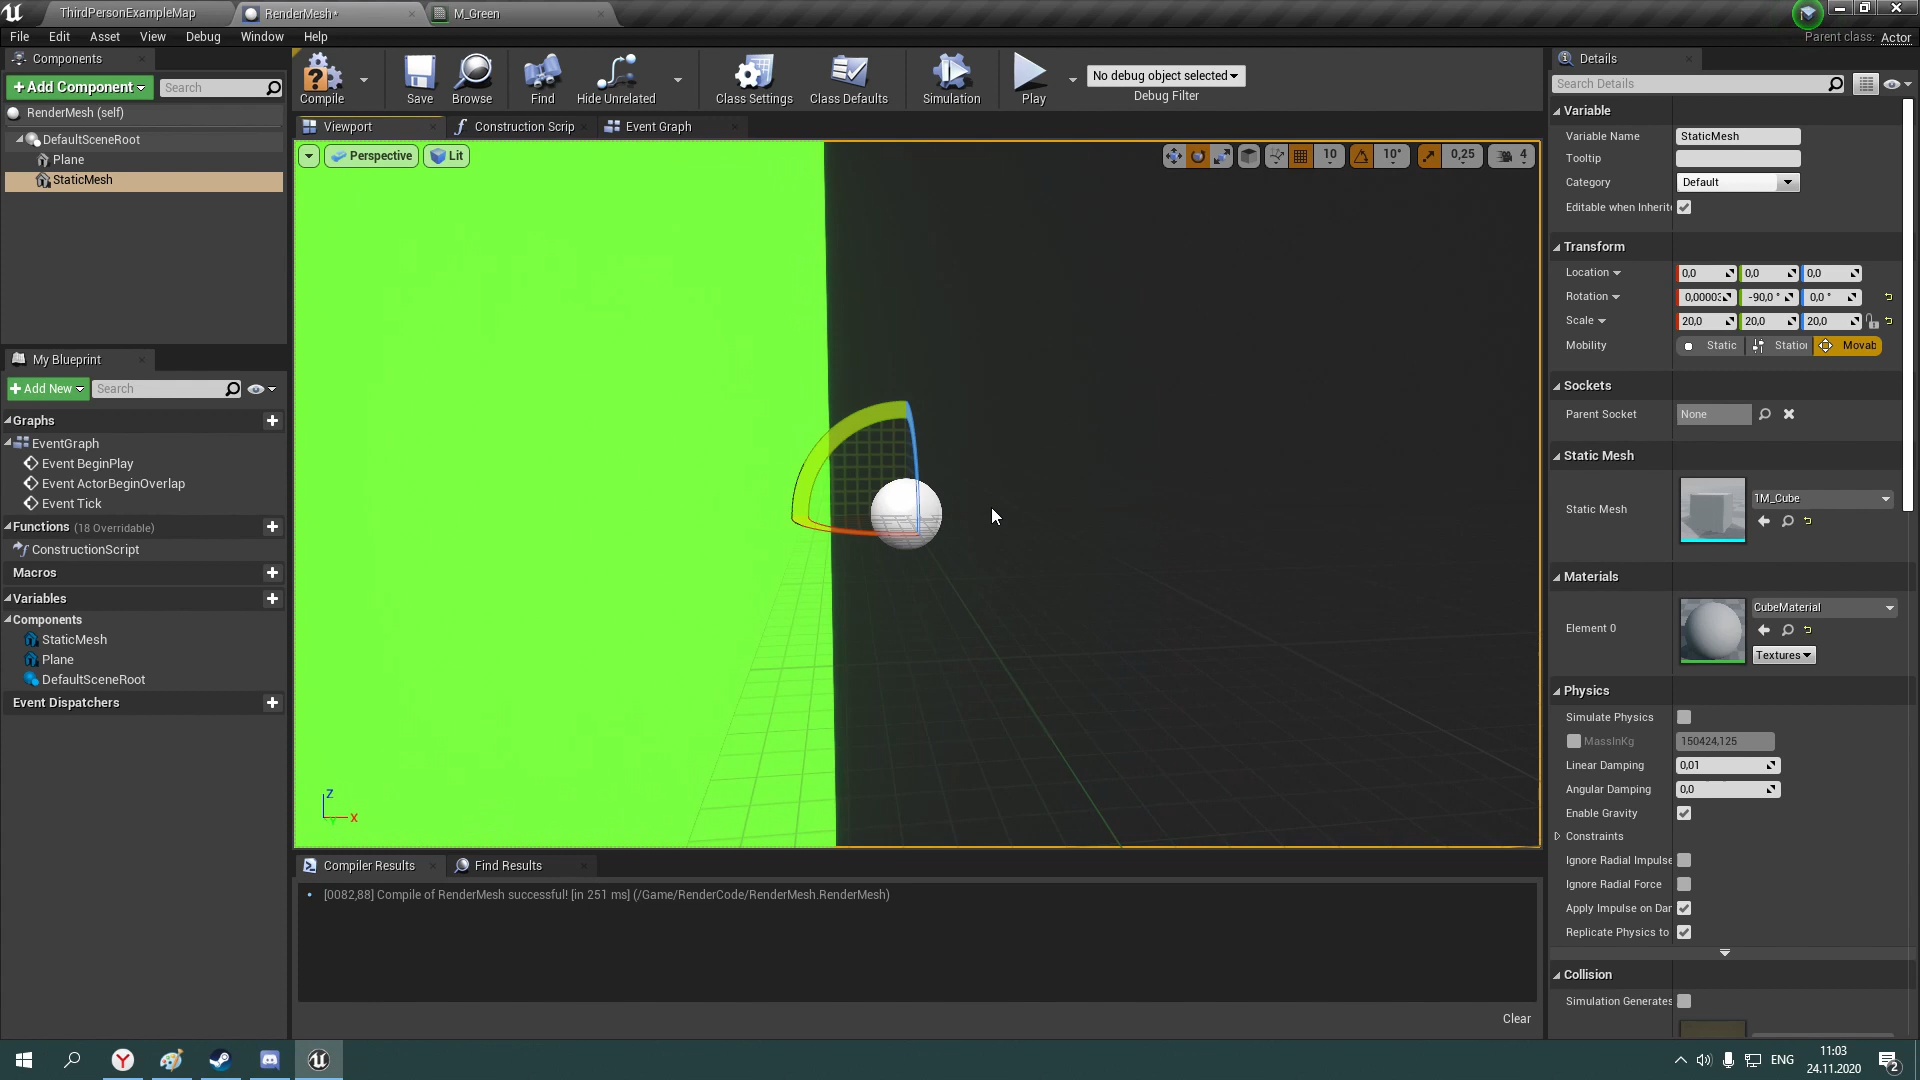 ThirdPersonExampleMap
RenderMesh*
M_Green
File
Edit
Asset
View
Debug
Window
Help
Parent class: Actor
Components
+Add Component
Search
RenderMesh (self)
DefaultSceneRoot
Plane
StaticMesh
Compile
Save
Browse
Find
Hide Unrelated
Class Settings
Class Defaults
Simulation
Play
No debug object selected
Debug Filter
Viewport
Construction Scrip
Event Graph
Perspective
Lit
10
10°
0,25
4
Z
X
Y
My Blueprint
+Add New
Search
Graphs
EventGraph
Event BeginPlay
Event ActorBeginOverlap
Event Tick
Functions (18 Overridable)
ConstructionScript
Macros
Variables
Components
StaticMesh
Plane
DefaultSceneRoot
Event Dispatchers
Compiler Results
Find Results
[0082,88] Compile of RenderMesh successful! [in 251 ms] (/Game/RenderCode/RenderMesh.RenderMesh)
Clear
Details
Search Details
Variable
Variable Name StaticMesh
Tooltip
Category Default
Editable when Inherite
Transform
Location 0,0 0,0 0,0
Rotation 0,00003 -90,0 ° 0,0 °
Scale 20,0 20,0 20,0
Mobility Static Station Movab
Sockets
Parent Socket None
Static Mesh
Static Mesh 1M_Cube
Materials
Element 0 CubeMaterial
Textures
Physics
Simulate Physics
MassInKg 150424,125
Linear Damping 0,01
Angular Damping 0,0
Enable Gravity
Constraints
Ignore Radial Impulse
Ignore Radial Force
Apply Impulse on Dar
Replicate Physics to
Collision
Simulation Generates
ENG
11:03
24.11.2020
2